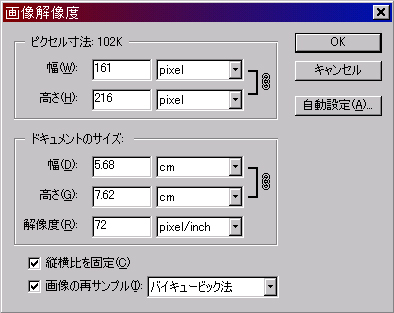 画像解像度
ピクセル寸法: 102K
幅(W): 161 pixel
高さ(H): 216 pixel
OK
キャンセル
自動設定(A)...
ドキュメントのサイズ:
幅(D): 5.68 cm
高さ(G): 7.62 cm
解像度(R): 72 pixel/inch
縦横比を固定(C)
画像の再サンプル(I): バイキュービック法